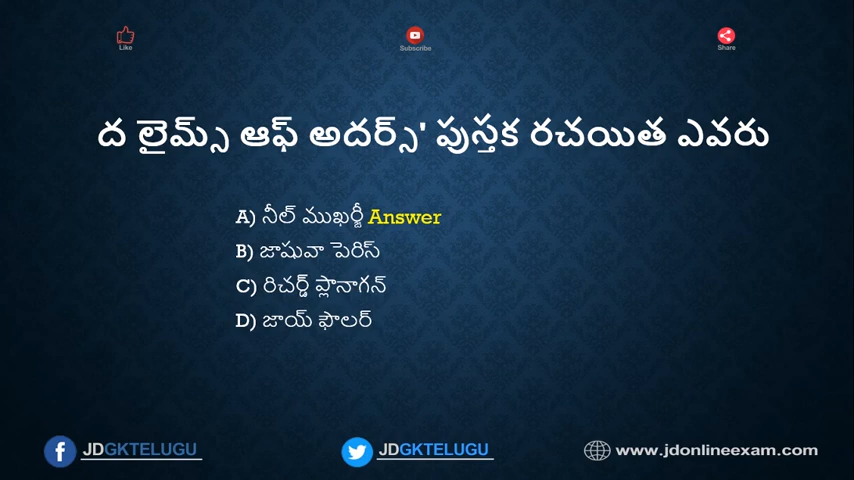 Like
Subscribe
Share
ద లైమ్స్ ఆఫ్ అదర్స్' పుస్తక రచయిత ఎవరు
A) నీల్ ముఖర్జీ Answer
B) జాషువా పెరిస్
C) రిచర్డ్ ప్లానాగన్
D) జాయ్ ఫౌలర్
JDGKTELUGU
JDGKTELUGU
www.jdonlineexam.com